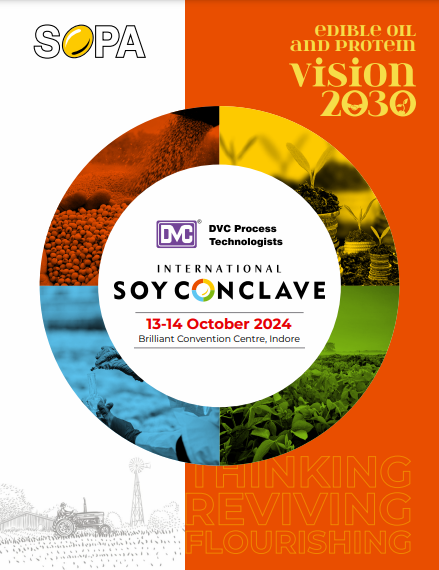 SOPA
EDIBLE OIL
AND PROTEIN
VISION
2030
DVC
®
DVC Process
Technologists
INTERNATIONAL
SOY CONCLAVE
13-14 October 2024
Brilliant Convention Centre, Indore
THINKING
REVIVING
FLOURISHING